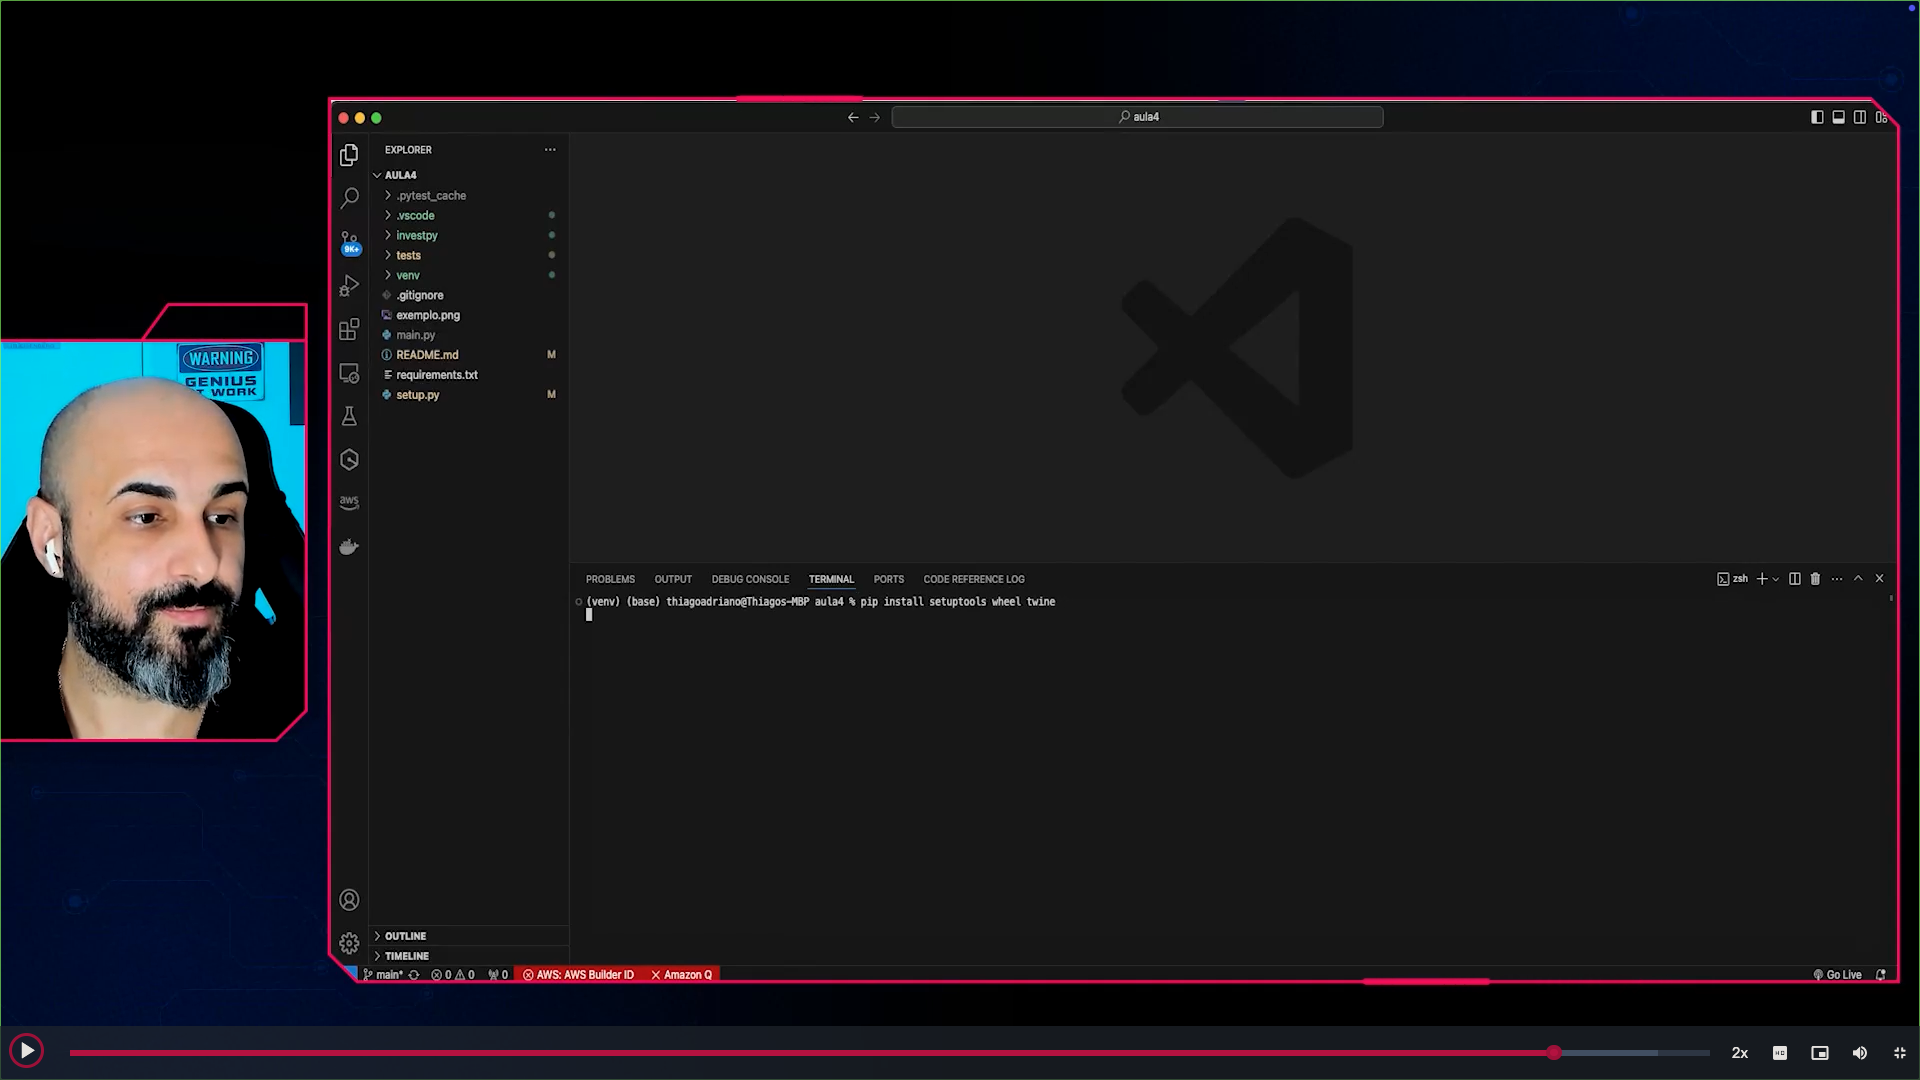 aula4
EXPLORER
AULA4
.pytest_cache
.vscode
investpy
tests
venv
.gitignore
exemplo.png
main.py
README.md M
requirements.txt
setup.py M
9K+
aws
WARNING
GENIUS
AT WORK
PROBLEMS OUTPUT DEBUG CONSOLE TERMINAL PORTS CODE REFERENCE LOG
zsh
(venv) (base) thiagoadriano@Thiagos-MBP aula4 % pip install setuptools wheel twine
OUTLINE
TIMELINE
main* 0 0 0 AWS: AWS Builder ID Amazon Q
Go Live
2x
HD